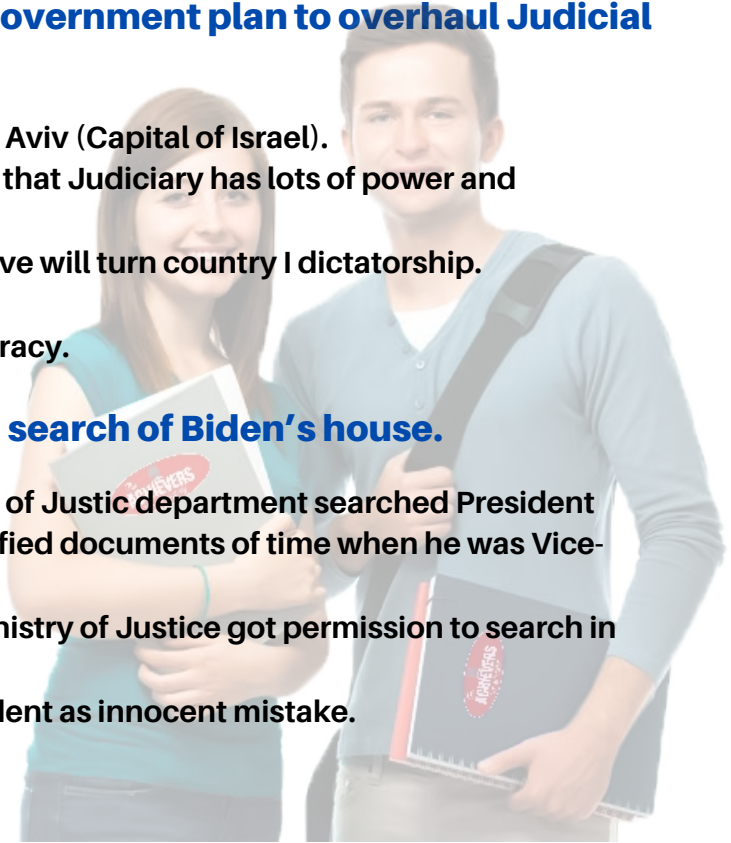 overnment plan to overhaul Judicial
Aviv (Capital of Israel).
that Judiciary has lots of power and
ve will turn country I dictatorship.
racy.
search of Biden's house.
of Justic department searched President
fied documents of time when he was Vice-
nistry of Justice got permission to search in
dent as innocent mistake.
ACHIEVERS
ACHIEVERS